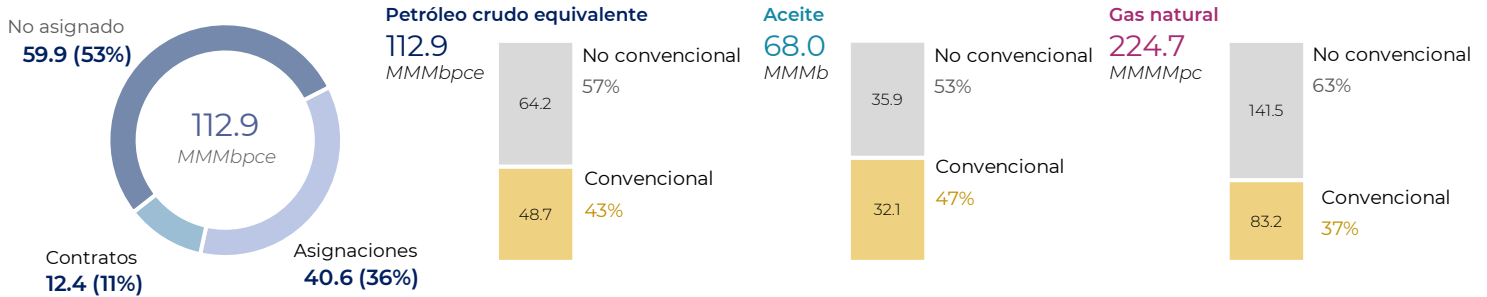 No asignado
59.9 (53%)
112.9
MMMbpce
Contratos
12.4 (11%)
Asignaciones
40.6 (36%)
Petróleo crudo equivalente
112.9
MMMbpce
No convencional
57%
64.2
Convencional
43%
48.7
Aceite
68.0
MMMb
No convencional
53%
35.9
Convencional
47%
32.1
Gas natural
224.7
MMMMpc
No convencional
63%
141.5
Convencional
37%
83.2